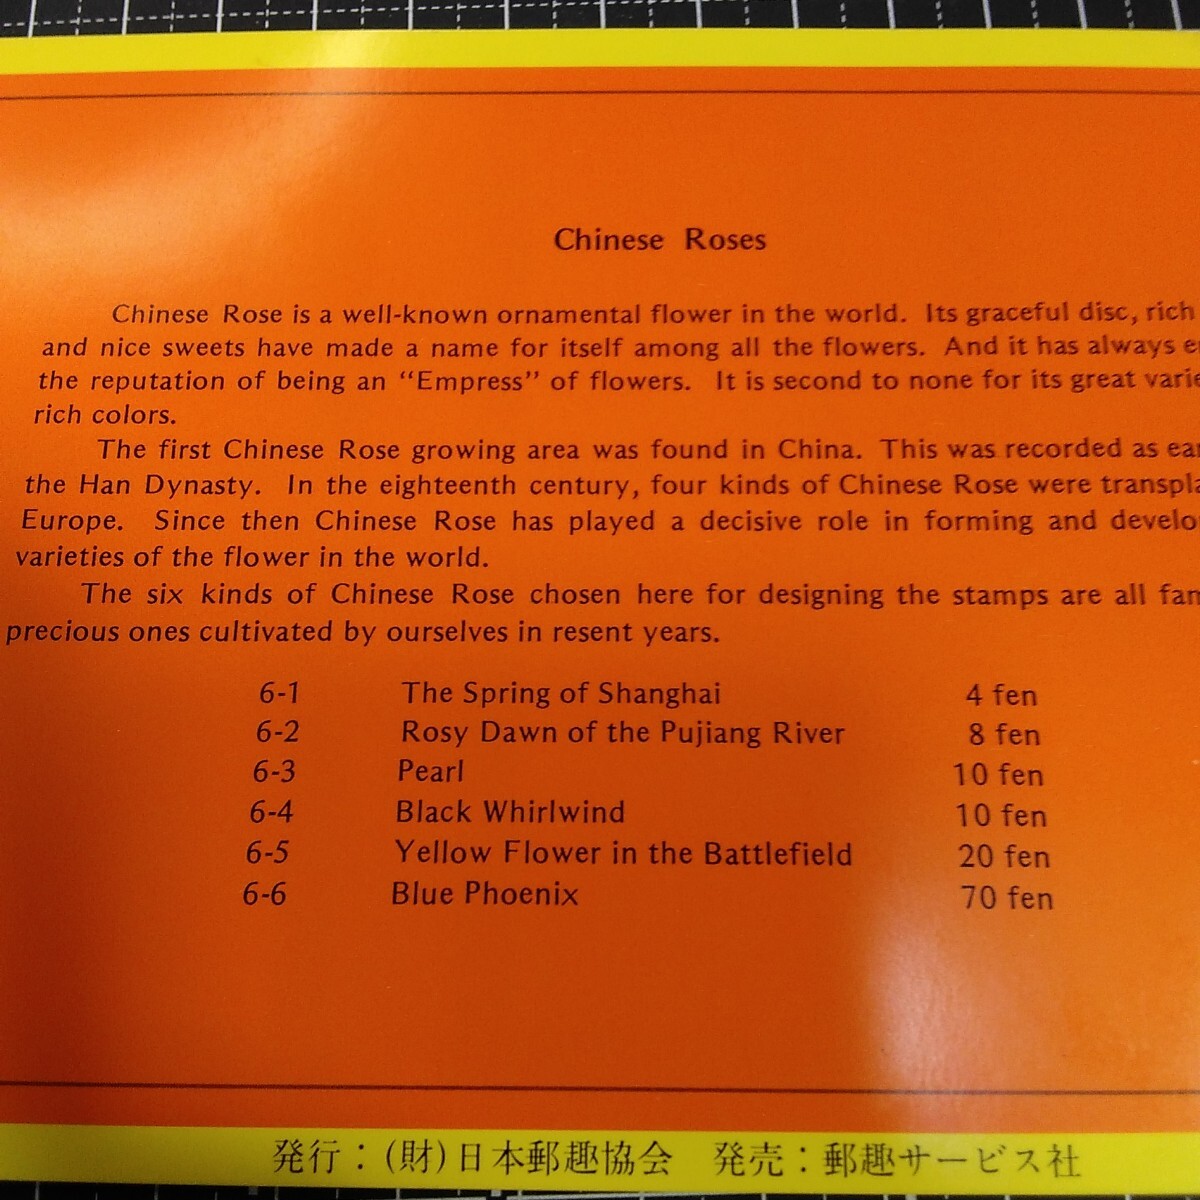 Chinese Roses
Chinese Rose is a well-known ornamental flower in the world. Its graceful disc, rich
and nice sweets have made a name for itself among all the flowers. And it has always
the reputation of being an “Empress” of flowers. It is second to none for its great
rich colors.
The first Chinese Rose growing area was found in China. This was recorded as
the Han Dynasty. In the eighteenth century, four kinds of Chinese Rose were
Europe. Since then Chinese Rose has played a decisive role in forming and
varieties of the flower in the world.
The six kinds of Chinese Rose chosen here for designing the stamps are all
precious ones cultivated by ourselves in resent years.
6-1 The Spring of Shanghai 4 fen
6-2 Rosy Dawn of the Pujiang River 8 fen
6-3 Pearl 10 fen
6-4 Black Whirlwind 10 fen
6-5 Yellow Flower in the Battlefield 20 fen
6-6 Blue Phoenix 70 fen
発行：(財)日本郵趣協会 発売：郵趣サービス社